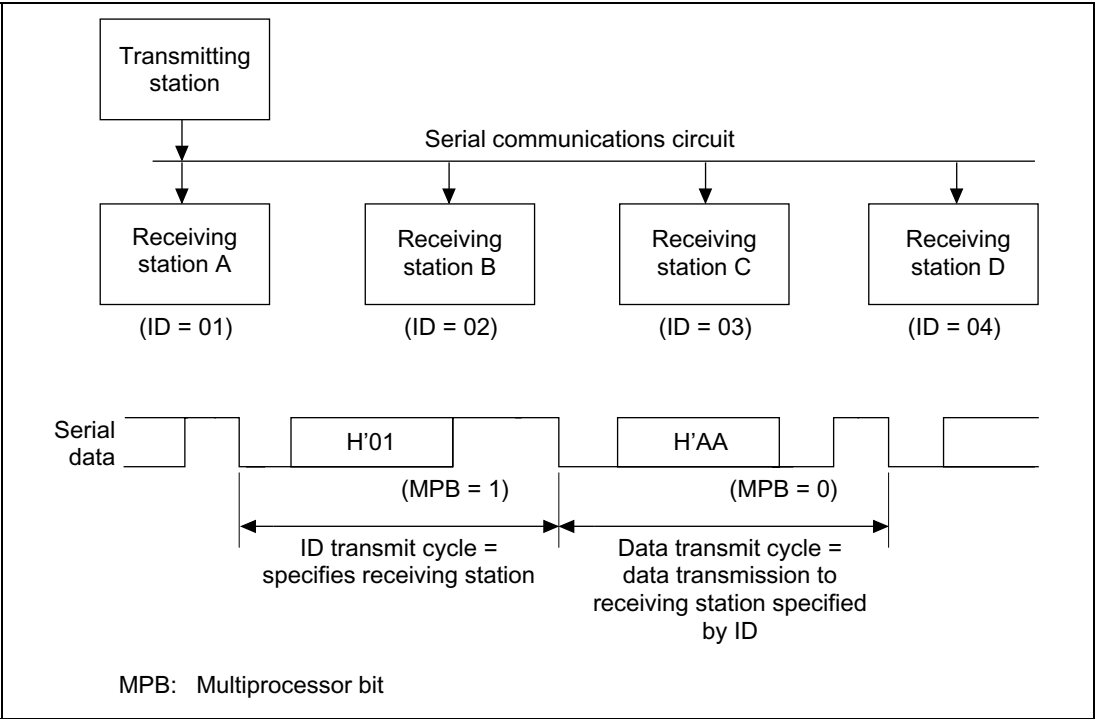 Transmitting
station
Serial communications circuit
Receiving
station A
Receiving
station B
Receiving
station C
Receiving
station D
(ID = 01)
(ID = 02)
(ID = 03)
(ID = 04)
Serial
data
H'01
H'AA
(MPB = 1)
(MPB = 0)
ID transmit cycle =
specifies receiving station
Data transmit cycle =
data transmission to
receiving station specified
by ID
MPB: Multiprocessor bit